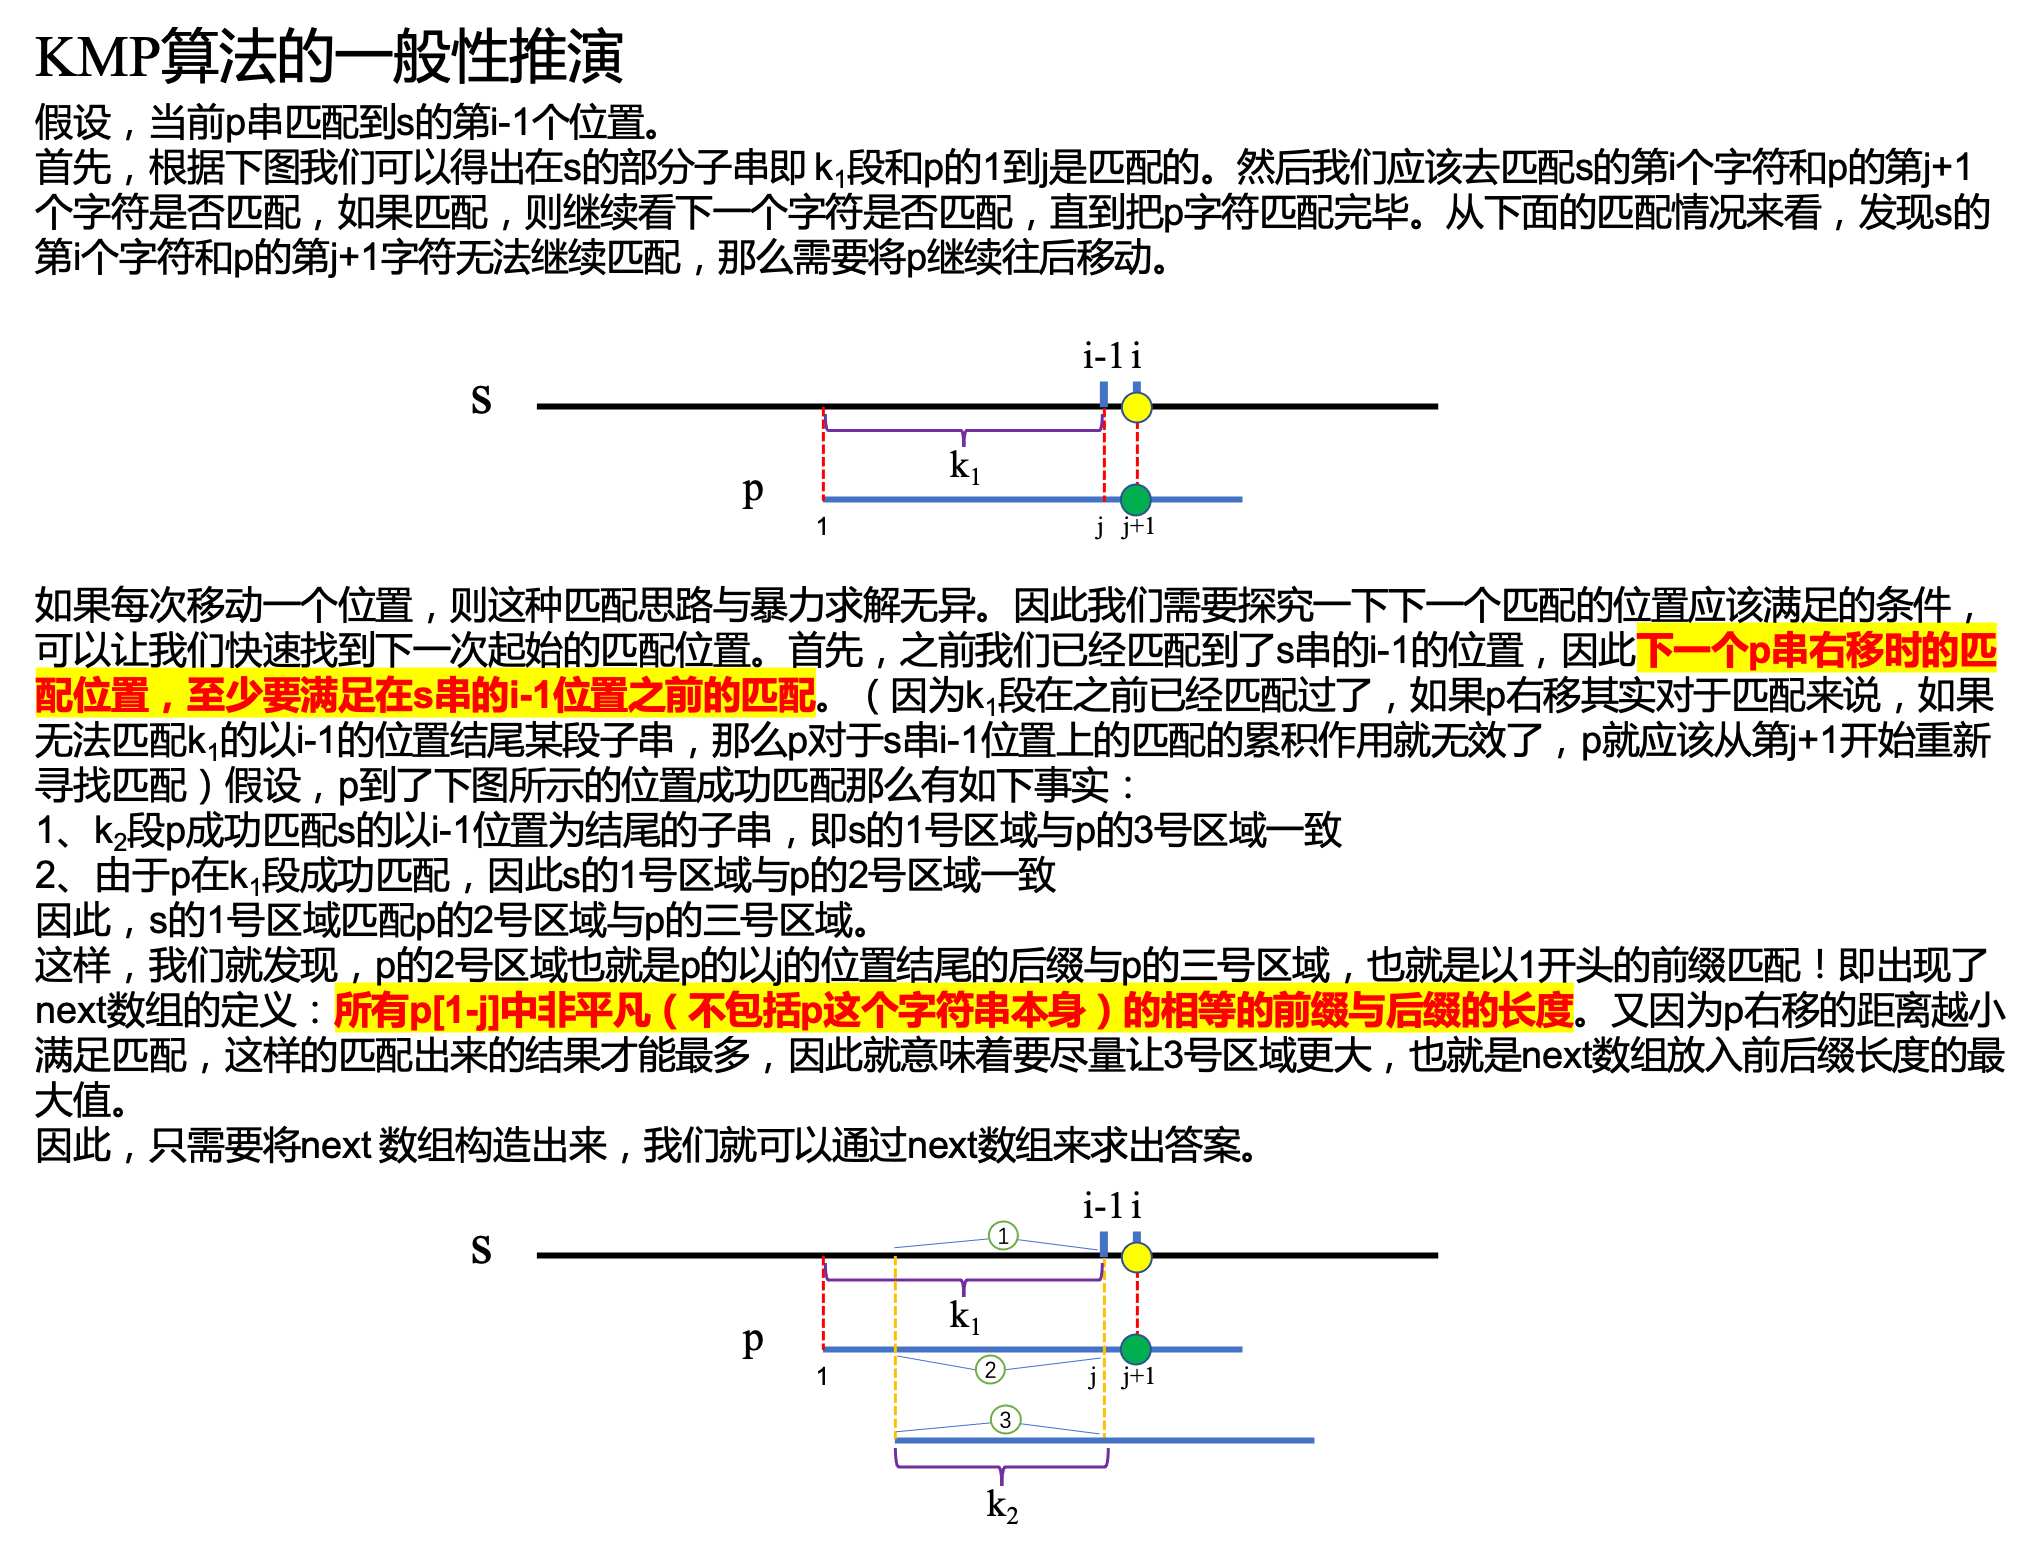 KMP算法的一般性推演
假设，当前p串匹配到s的第i-1个位置。
首先，根据下图我们可以得出在s的部分子串即 k₁段和p的1到j是匹配的。然后我们应该去匹配s的第i个字符和p的第j+1
个字符是否匹配，如果匹配，则继续看下一个字符是否匹配，直到把p字符匹配完毕。从下面的匹配情况来看，发现s的
第i个字符和p的第j+1字符无法继续匹配，那么需要将p继续往后移动。
i-1 i
S
k₁
p
1 j j+1
如果每次移动一个位置，则这种匹配思路与暴力求解无异。因此我们需要探究一下下一个匹配的位置应该满足的条件，
可以让我们快速找到下一次起始的匹配位置。首先，之前我们已经匹配到了s串的i-1的位置，因此下一个p串右移时的匹
配位置，至少要满足在s串的i-1位置之前的匹配。（因为k₁段在之前已经匹配过了，如果p右移其实对于匹配来说，如果
无法匹配k₁的以i-1的位置结尾某段子串，那么p对于s串i-1位置上的匹配的累积作用就无效了，p就应该从第j+1开始重新
寻找匹配）假设，p到了下图所示的位置成功匹配那么有如下事实：
1、k₂段p成功匹配s的以i-1位置为结尾的子串，即s的1号区域与p的3号区域一致
2、由于p在k₁段成功匹配，因此s的1号区域与p的2号区域一致
因此，s的1号区域匹配p的2号区域与p的三号区域。
这样，我们就发现，p的2号区域也就是p的以j的位置结尾的后缀与p的三号区域，也就是以1开头的前缀匹配！即出现了
next数组的定义：所有p[1-j]中非平凡（不包括p这个字符串本身）的相等的前缀与后缀的长度。又因为p右移的距离越小
满足匹配，这样的匹配出来的结果才能最多，因此就意味着要尽量让3号区域更大，也就是next数组放入前后缀长度的最
大值。
因此，只需要将next 数组构造出来，我们就可以通过next数组来求出答案。
i-1 i
1
S
k₁
p
1 2 j j+1
3
k₂